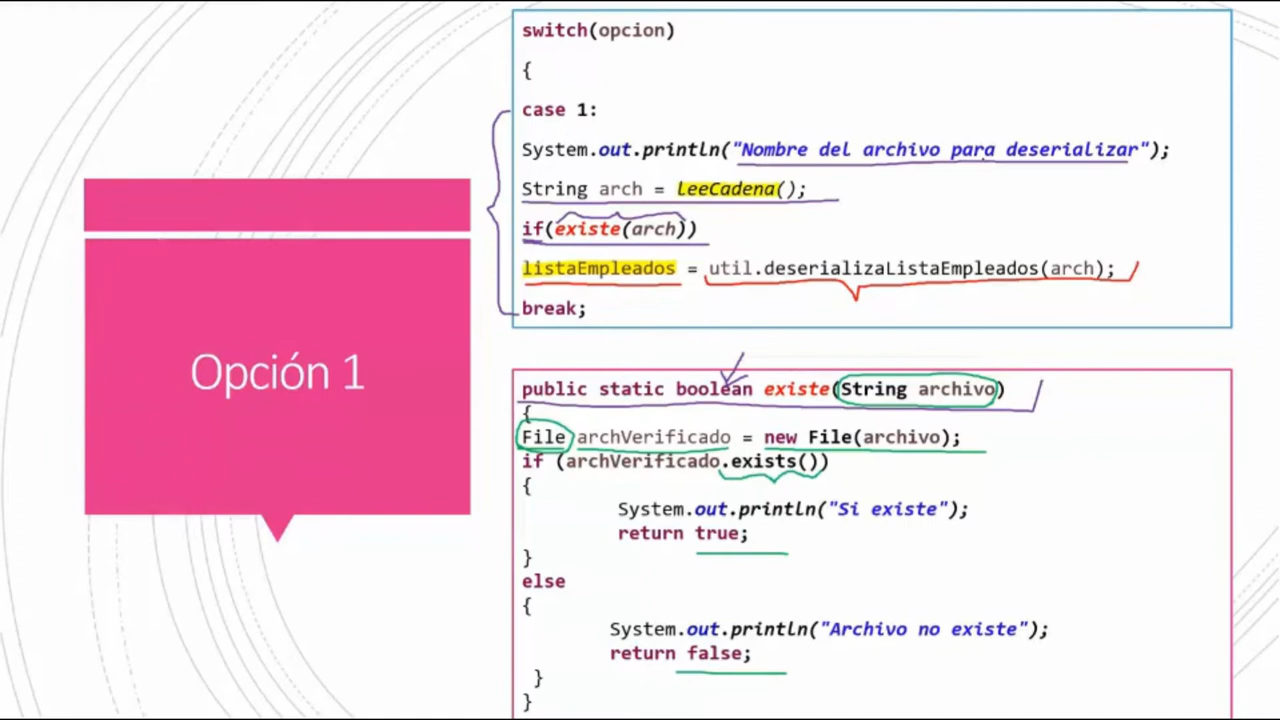 Opción 1
switch(opcion)
{
case 1:
System.out.println("Nombre del archivo para deserializar");
String arch = leeCadena();
if(existe(arch))
listaEmpleados = util.deserializaListaEmpleados(arch);
break;
public static boolean existe(String archivo)
{
File archVerificado = new File(archivo);
if (archVerificado.exists())
{
System.out.println("Si existe");
return true;
}
else
{
System.out.println("Archivo no existe");
return false;
}
}